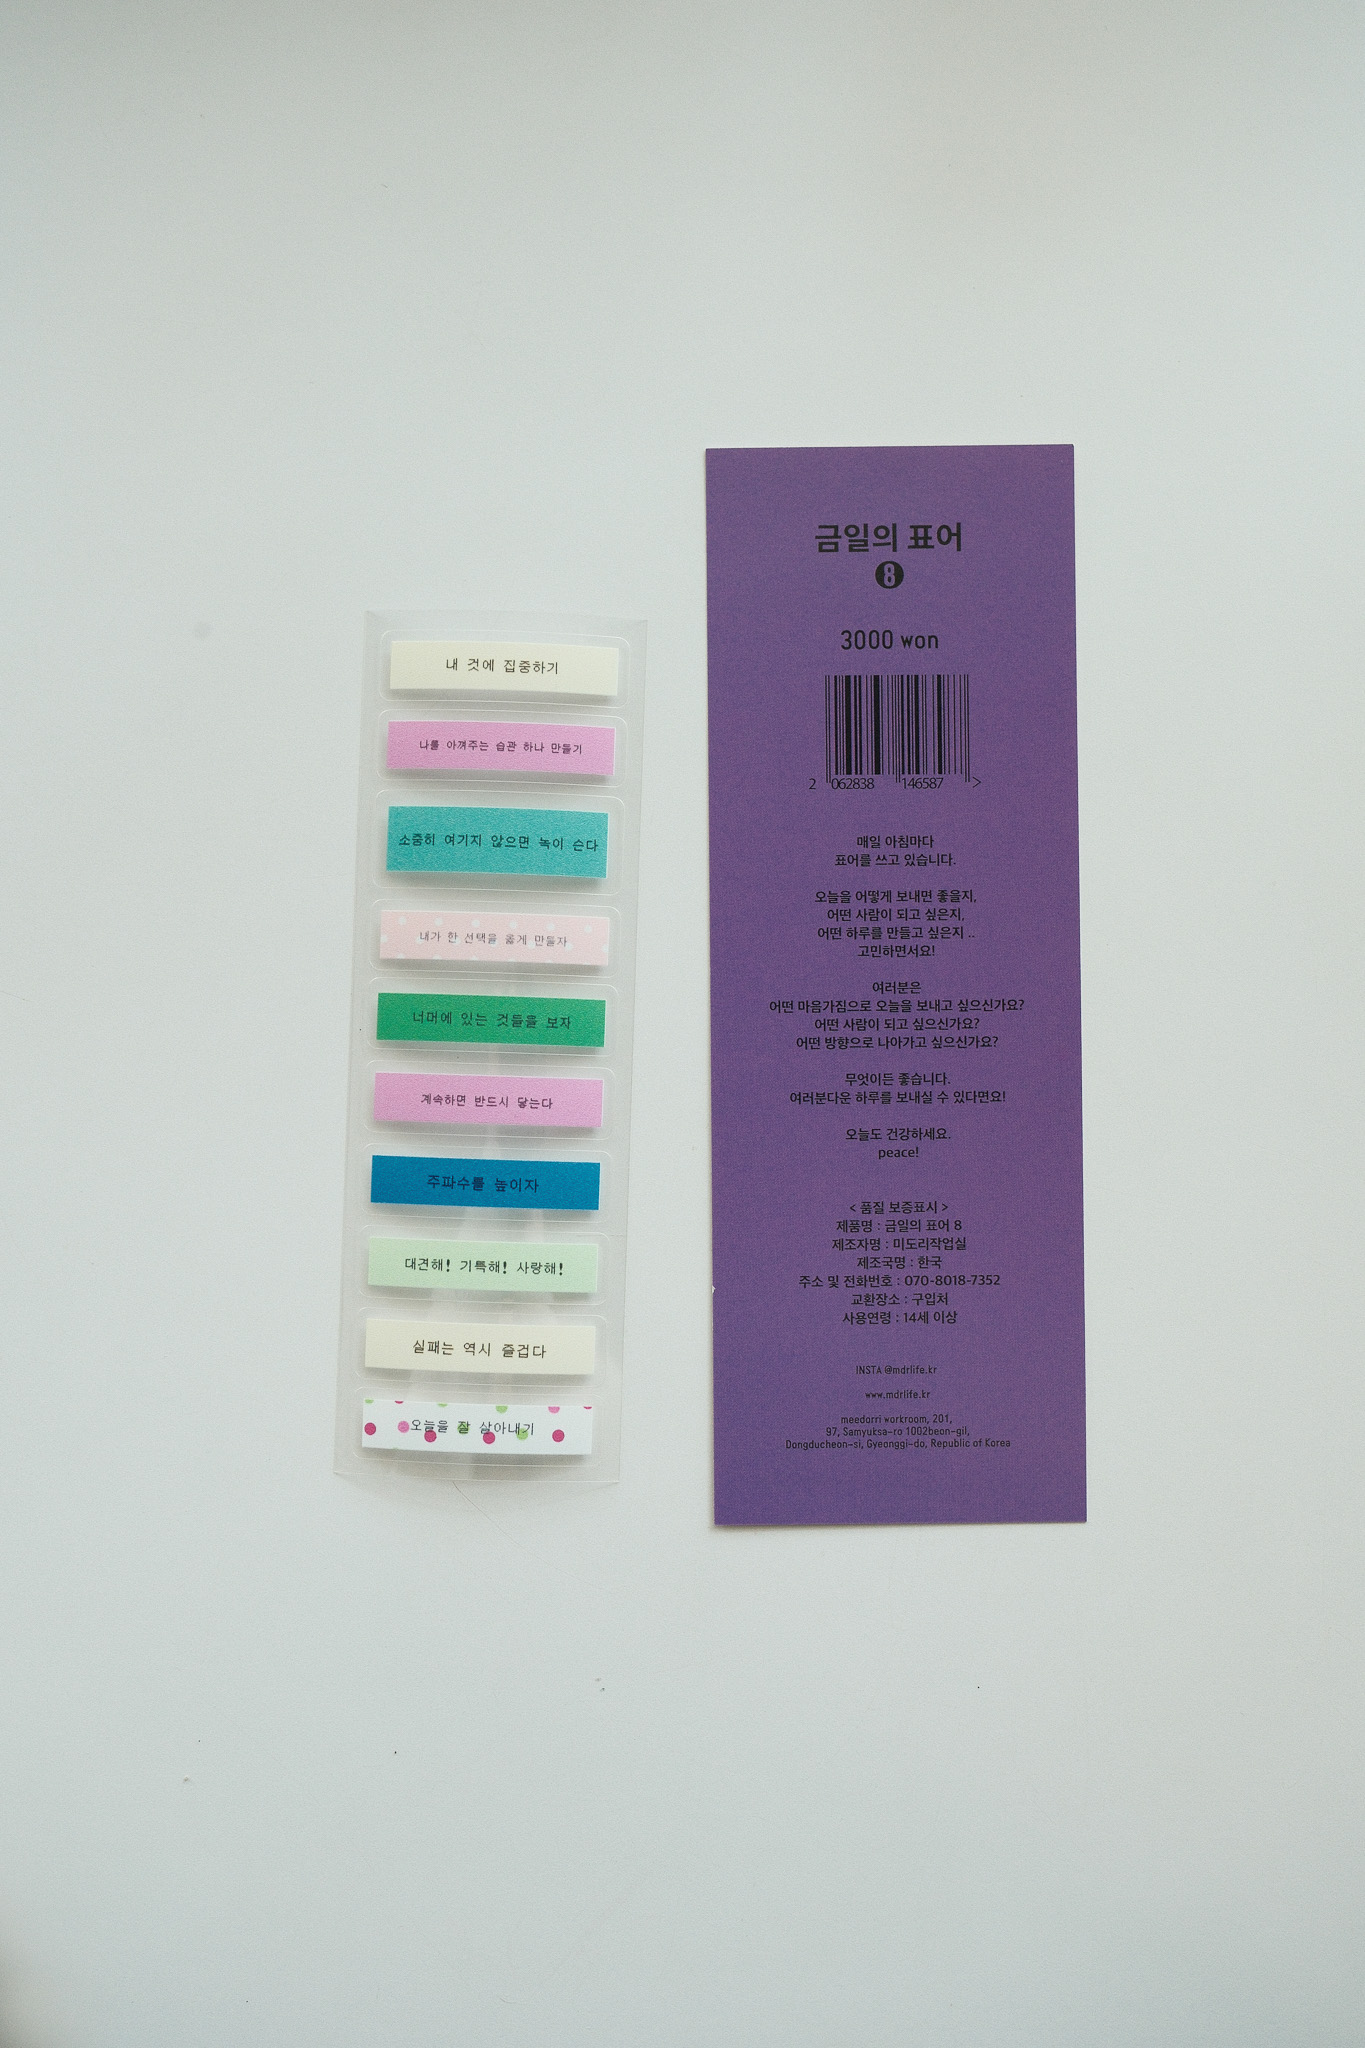 내 것에 집중하기
나를 아껴주는 습관 하나 만들기
소중히 여기지 않으면 녹이 슨다
내가 한 선택을 옳게 만들자
너머에 있는 것들을 보자
계속하면 반드시 닿는다
주파수를 높이자
대견해! 기특해! 사랑해!
실패는 역시 즐겁다
오늘을 잘 살아내기
금일의 표어
8
3000 won
2 062838 146587 >
매일 아침마다
표어를 쓰고 있습니다.
오늘을 어떻게 보내면 좋을지,
어떤 사람이 되고 싶은지,
어떤 하루를 만들고 싶은지 ..
고민하면서요!
여러분은
어떤 마음가짐으로 오늘을 보내고 싶으신가요?
어떤 사람이 되고 싶으신가요?
어떤 방향으로 나아가고 싶으신가요?
무엇이든 좋습니다.
여러분다운 하루를 보내실 수 있다면요!
오늘도 건강하세요.
peace!
< 품질 보증표시 >
제품명 : 금일의 표어 8
제조자명 : 미도리작업실
제조국명 : 한국
주소 및 전화번호 : 070-8018-7352
교환장소 : 구입처
사용연령 : 14세 이상
INSTA @mdrlife.kr
www.mdrlife.kr
meedorri workroom, 201,
97, Samyuksa-ro 1002beon-gil,
Dongducheon-si, Gyeonggi-do, Republic of Korea